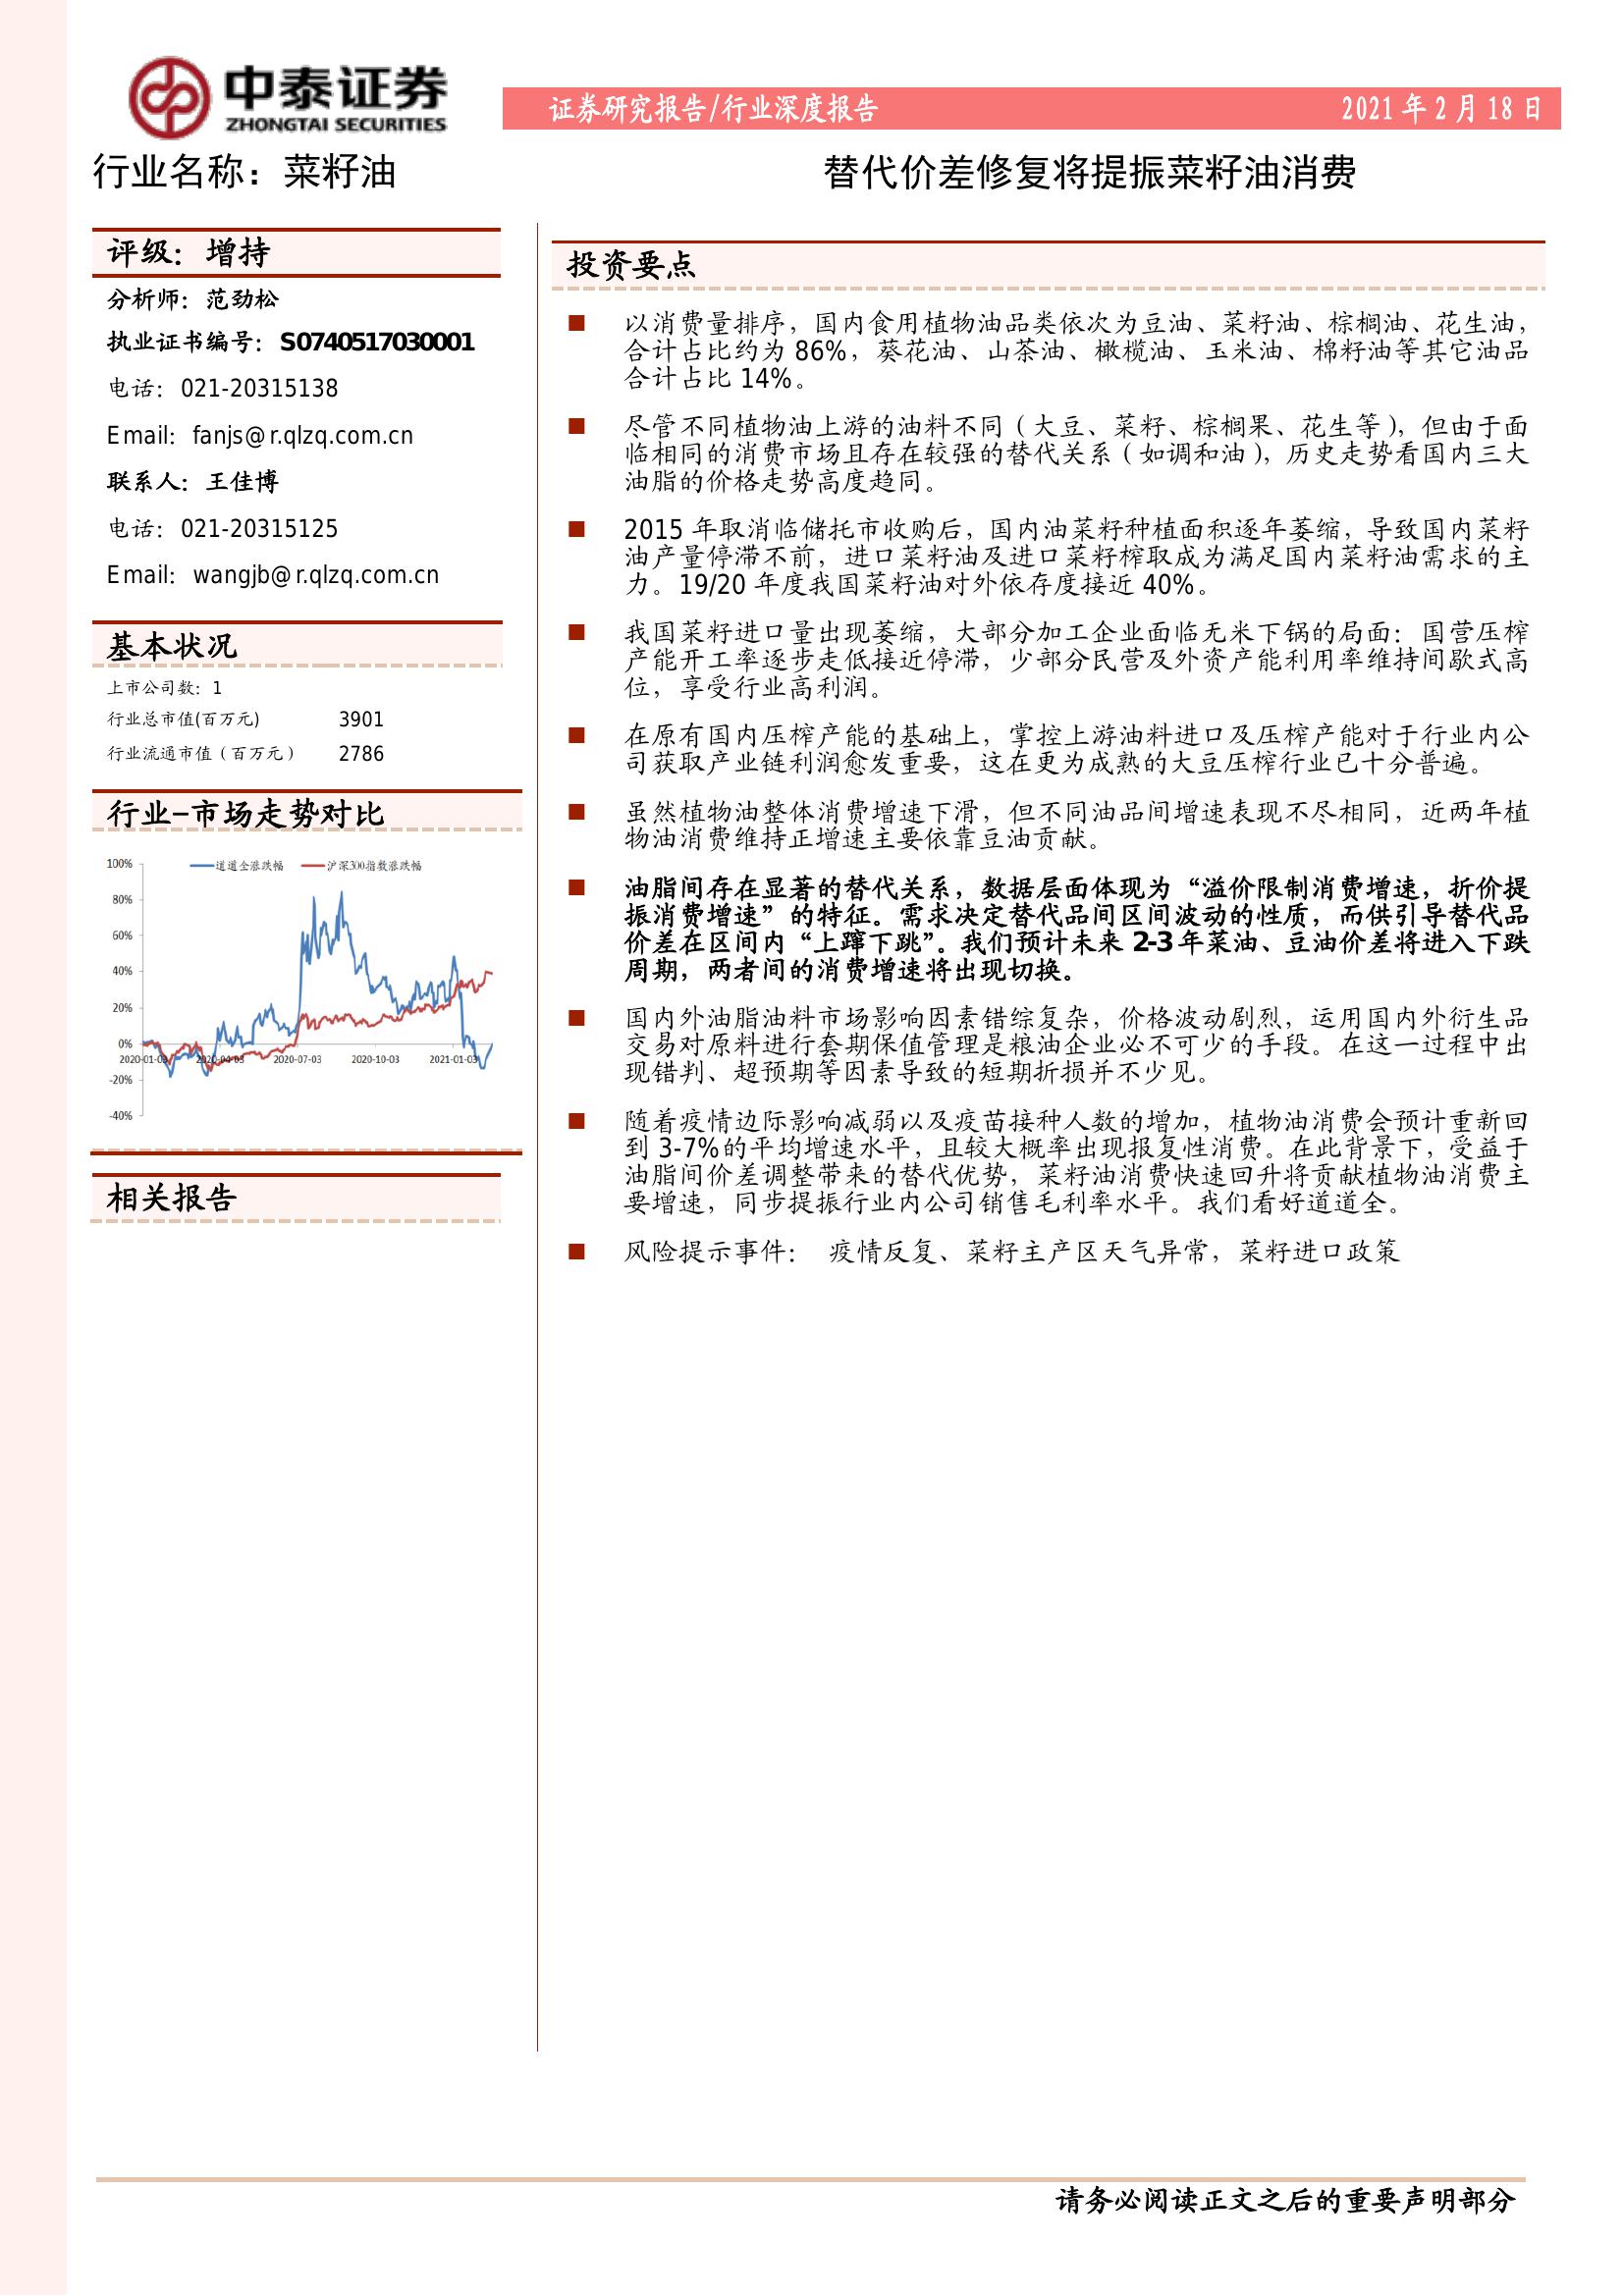 中泰证券
ZHONGTAI SECURITIES
证券研究报告/行业深度报告
2021 年 2 月 18 日
行业名称：菜籽油
替代价差修复将提振菜籽油消费
评级：增持
分析师：范劲松
执业证书编号：S0740517030001
电话：021-20315138
Email：fanjs@r.qlzq.com.cn
联系人：王佳博
电话：021-20315125
Email：wangjb@r.qlzq.com.cn
基本状况
上市公司数：1
行业总市值(百万元) 3901
行业流通市值（百万元） 2786
行业-市场走势对比
道道全涨跌幅 沪深300指数涨跌幅
100%
80%
60%
40%
20%
0%
-20%
-40%
2020-01-03 2020-04-03 2020-07-03 2020-10-03 2021-01-03
相关报告
投资要点
■ 以消费量排序，国内食用植物油品类依次为豆油、菜籽油、棕榈油、花生油，
合计占比约为 86%，葵花油、山茶油、橄榄油、玉米油、棉籽油等其它油品
合计占比 14%。
■ 尽管不同植物油上游的油料不同（大豆、菜籽、棕榈果、花生等），但由于面
临相同的消费市场且存在较强的替代关系（如调和油），历史走势看国内三大
油脂的价格走势高度趋同。
■ 2015 年取消临储托市收购后，国内油菜籽种植面积逐年萎缩，导致国内菜籽
油产量停滞不前，进口菜籽油及进口菜籽榨取成为满足国内菜籽油需求的主
力。19/20 年度我国菜籽油对外依存度接近 40%。
■ 我国菜籽进口量出现萎缩，大部分加工企业面临无米下锅的局面：国营压榨
产能开工率逐步走低接近停滞，少部分民营及外资产能利用率维持间歇式高
位，享受行业高利润。
■ 在原有国内压榨产能的基础上，掌控上游油料进口及压榨产能对于行业内公
司获取产业链利润愈发重要，这在更为成熟的大豆压榨行业已十分普遍。
■ 虽然植物油整体消费增速下滑，但不同油品间增速表现不尽相同，近两年植
物油消费维持正增速主要依靠豆油贡献。
■ 油脂间存在显著的替代关系，数据层面体现为“溢价限制消费增速，折价提
振消费增速”的特征。需求决定替代品间区间波动的性质，而供引导替代品
价差在区间内“上蹿下跳”。我们预计未来 2-3 年菜油、豆油价差将进入下跌
周期，两者间的消费增速将出现切换。
■ 国内外油脂油料市场影响因素错综复杂，价格波动剧烈，运用国内外衍生品
交易对原料进行套期保值管理是粮油企业必不可少的手段。在这一过程中出
现错判、超预期等因素导致的短期折损并不少见。
■ 随着疫情边际影响减弱以及疫苗接种人数的增加，植物油消费会预计重新回
到 3-7%的平均增速水平，且较大概率出现报复性消费。在此背景下，受益于
油脂间价差调整带来的替代优势，菜籽油消费快速回升将贡献植物油消费主
要增速，同步提振行业内公司销售毛利率水平。我们看好道道全。
■ 风险提示事件： 疫情反复、菜籽主产区天气异常，菜籽进口政策
请务必阅读正文之后的重要声明部分